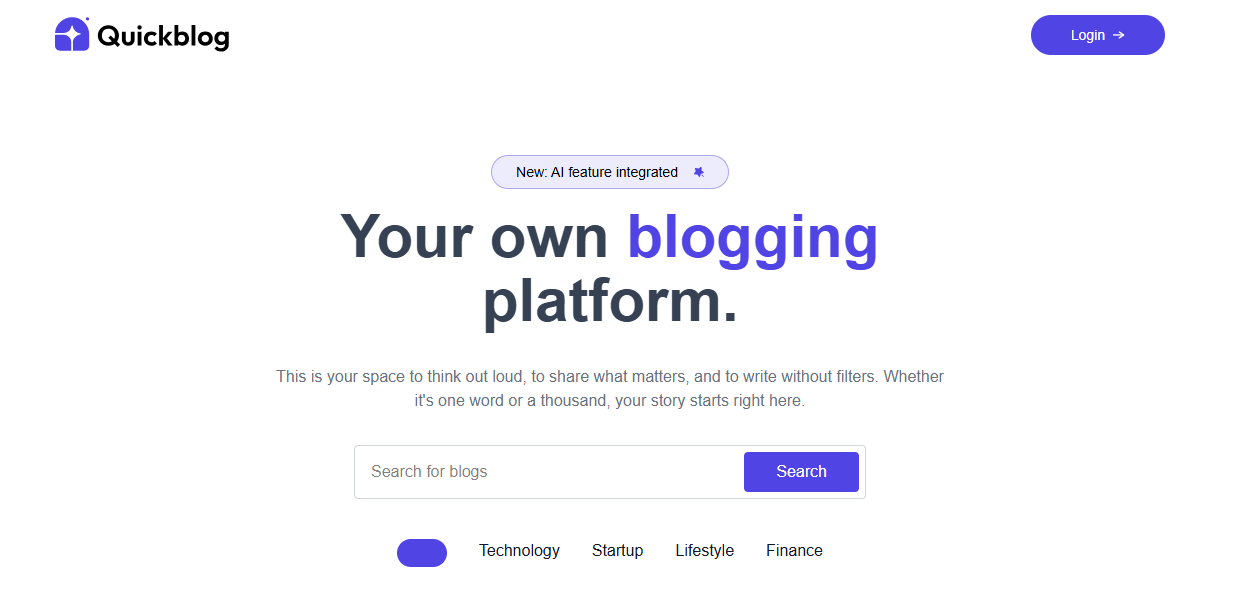 Quickblog
Login →
New: AI feature integrated
Your own blogging
platform.
This is your space to think out loud, to share what matters, and to write without filters. Whether
it's one word or a thousand, your story starts right here.
Search for blogs
Search
Technology Startup Lifestyle Finance